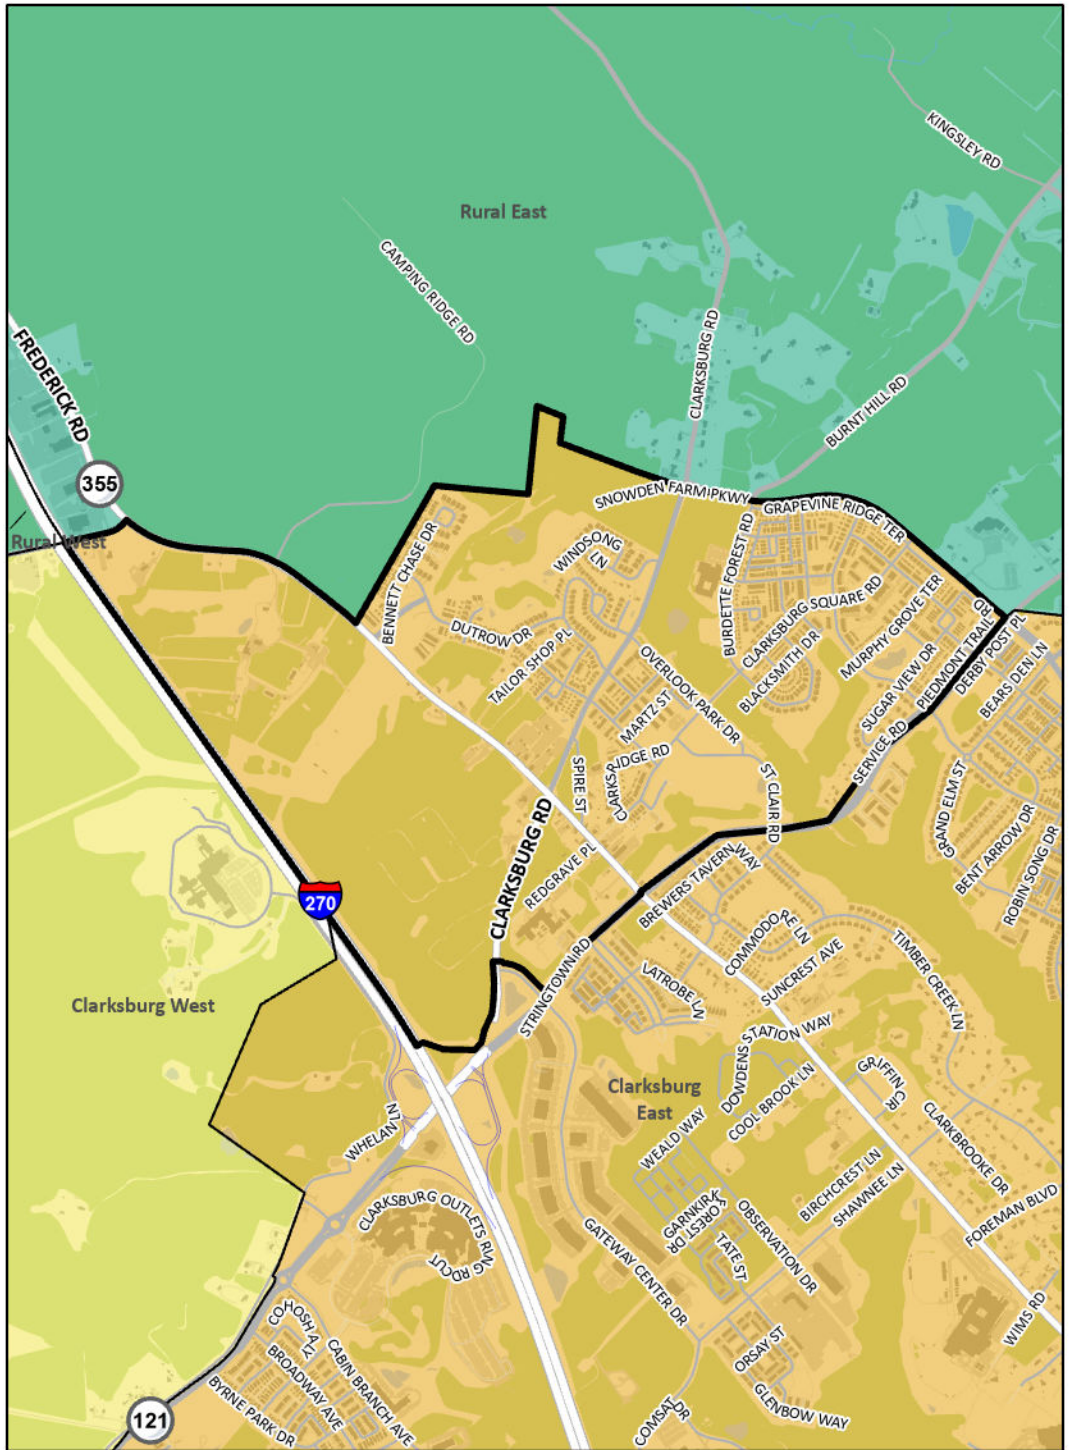 KINGSLEY RD
Rural East
CAMPING RIDGE RD
FREDERICK RD
CLARKSBURG RD
BURNT HILL RD
355
SNOWDEN FARM PKWY
GRAPEVINE RIDGE TER
Rural West
BENNETT CHASE DR
WINDSONG
LN
BURDETTE FOREST RD
CLARKSBURG SQUARE RD
MURPHY GROVE TER
DUTROW DR
TAILOR SHOP PL
OVERLOOK PARK DR
BLACKSMITH DR
SUGAR VIEW DR
PIEDMONT TRAIL
RD
DERBY POST PL
BEARS DEN LN
MARTZ ST
CLARKSRIDGE RD
SPIRE ST
ST CLAIR RD
SERVICE RD
GRAND ELM ST
BENT ARROW DR
ROBIN SONG DR
CLARKSBURG RD
REDGRAVE PL
BREWERS TAVERN
WAY
270
STRINGTOWN RD
COMMODORE LN
SUNCREST AVE
TIMBER CREEK LN
LATROBE LN
Clarksburg West
DOWDENS STATION WAY
COOL BROOK LN
GRIFFIN
CIR
Clarksburg
East
WHELAN LN
WEALD WAY
CLARKBROOKE DR
BIRCHCREST LN
SHAWNEE LN
FOREMAN BLVD
CLARKSBURG OUTLETS RD
GARNKIRK
FOREST DR
OBSERVATION DR
TATE ST
GATEWAY CENTER DR
WIMS RD
COHOSH ALY
CABIN BRANCH AVE
BROADWAY AVE
BYRNE PARK DR
ORSAY ST
GLENBOW WAY
COMSAT DR
121